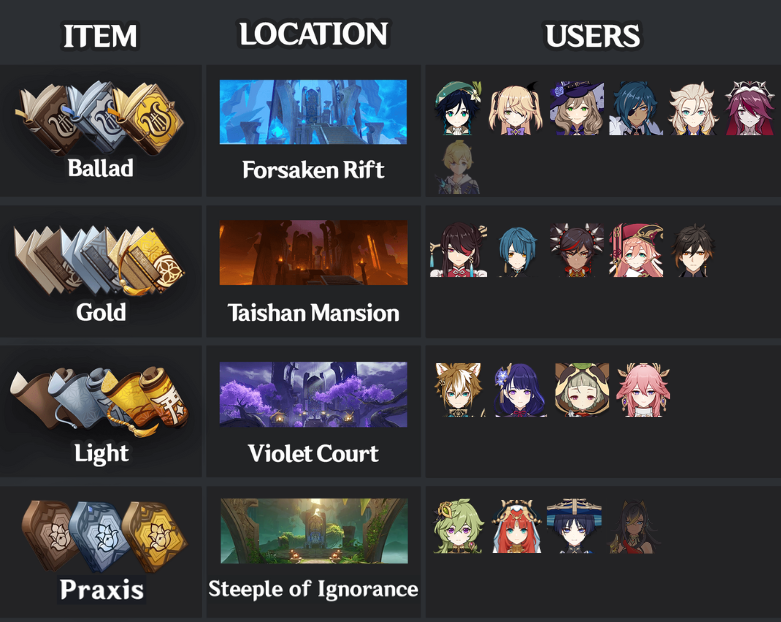 ITEM LOCATION USERS
Ballad Forsaken Rift
Gold Taishan Mansion
Light Violet Court
Praxis Steeple of Ignorance